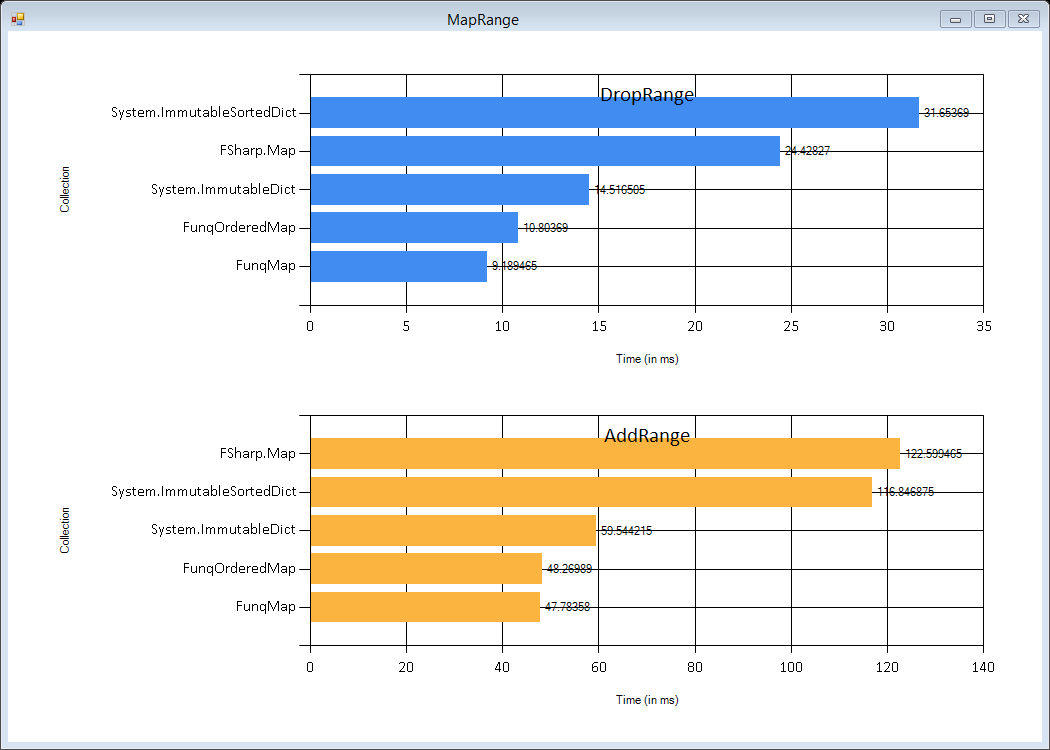 MapRange
DropRange
System.ImmutableSortedDict 31.65369
FSharp.Map 24.42827
System.ImmutableDict 14.516505
FunqOrderedMap 10.80369
FunqMap 9.189465
Collection
0 5 10 15 20 25 30 35
Time (in ms)
AddRange
FSharp.Map 122.599465
System.ImmutableSortedDict 116.846875
System.ImmutableDict 59.544215
FunqOrderedMap 48.26989
FunqMap 47.78358
Collection
0 20 40 60 80 100 120 140
Time (in ms)